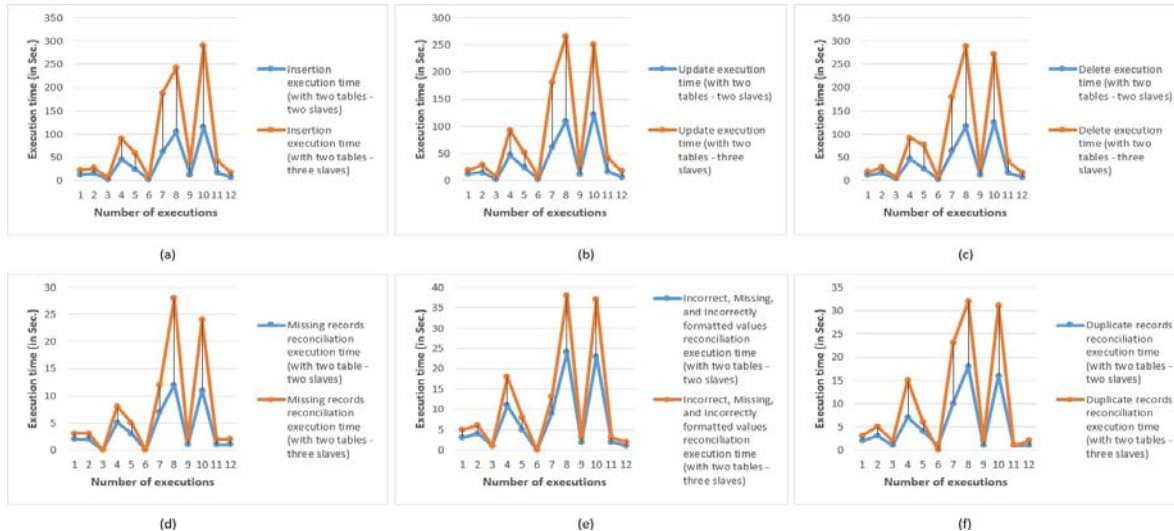 350
300
250
200
150
100
50
0
Execution time (in Sec.)
1 2 3 4 5 6 7 8 9 10 11 12
Number of executions
Insertion
execution time
(with two tables -
two slaves)
Insertion
execution time
(with two tables -
three slaves)
(a)
300
250
200
150
100
50
0
Execution time (in Sec.)
1 2 3 4 5 6 7 8 9 10 11 12
Number of executions
Update execution
time (with two
tables - two slaves)
Update execution
time (with two
tables - three
slaves)
(b)
350
300
250
200
150
100
50
0
Execution time (in Sec.)
1 2 3 4 5 6 7 8 9 10 11 12
Number of executions
Delete execution
time (with two
tables - two slaves)
Delete execution
time (with two
tables - three
slaves)
(c)
30
25
20
15
10
5
0
Execution time (in Sec.)
1 2 3 4 5 6 7 8 9 10 11 12
Number of executions
Missing records
reconciliation
execution time
(with two table -
two slaves)
Missing records
reconciliation
execution time
(with two tables -
three slaves)
(d)
40
35
30
25
20
15
10
5
0
Execution time (in Sec.)
1 2 3 4 5 6 7 8 9 10 11 12
Number of executions
Incorrect, Missing,
and Incorrectly
formatted values
reconciliation
execution time
(with two tables -
two slaves)
Incorrect, Missing,
and Incorrectly
formatted values
reconciliation
execution time
(with two tables -
three slaves)
(e)
35
30
25
20
15
10
5
0
Execution time (in Sec.)
1 2 3 4 5 6 7 8 9 10 11 12
Number of executions
Duplicate records
reconciliation
execution time
(with two tables -
two slaves)
Duplicate records
reconciliation
execution time
(with two tables -
three slaves)
(f)